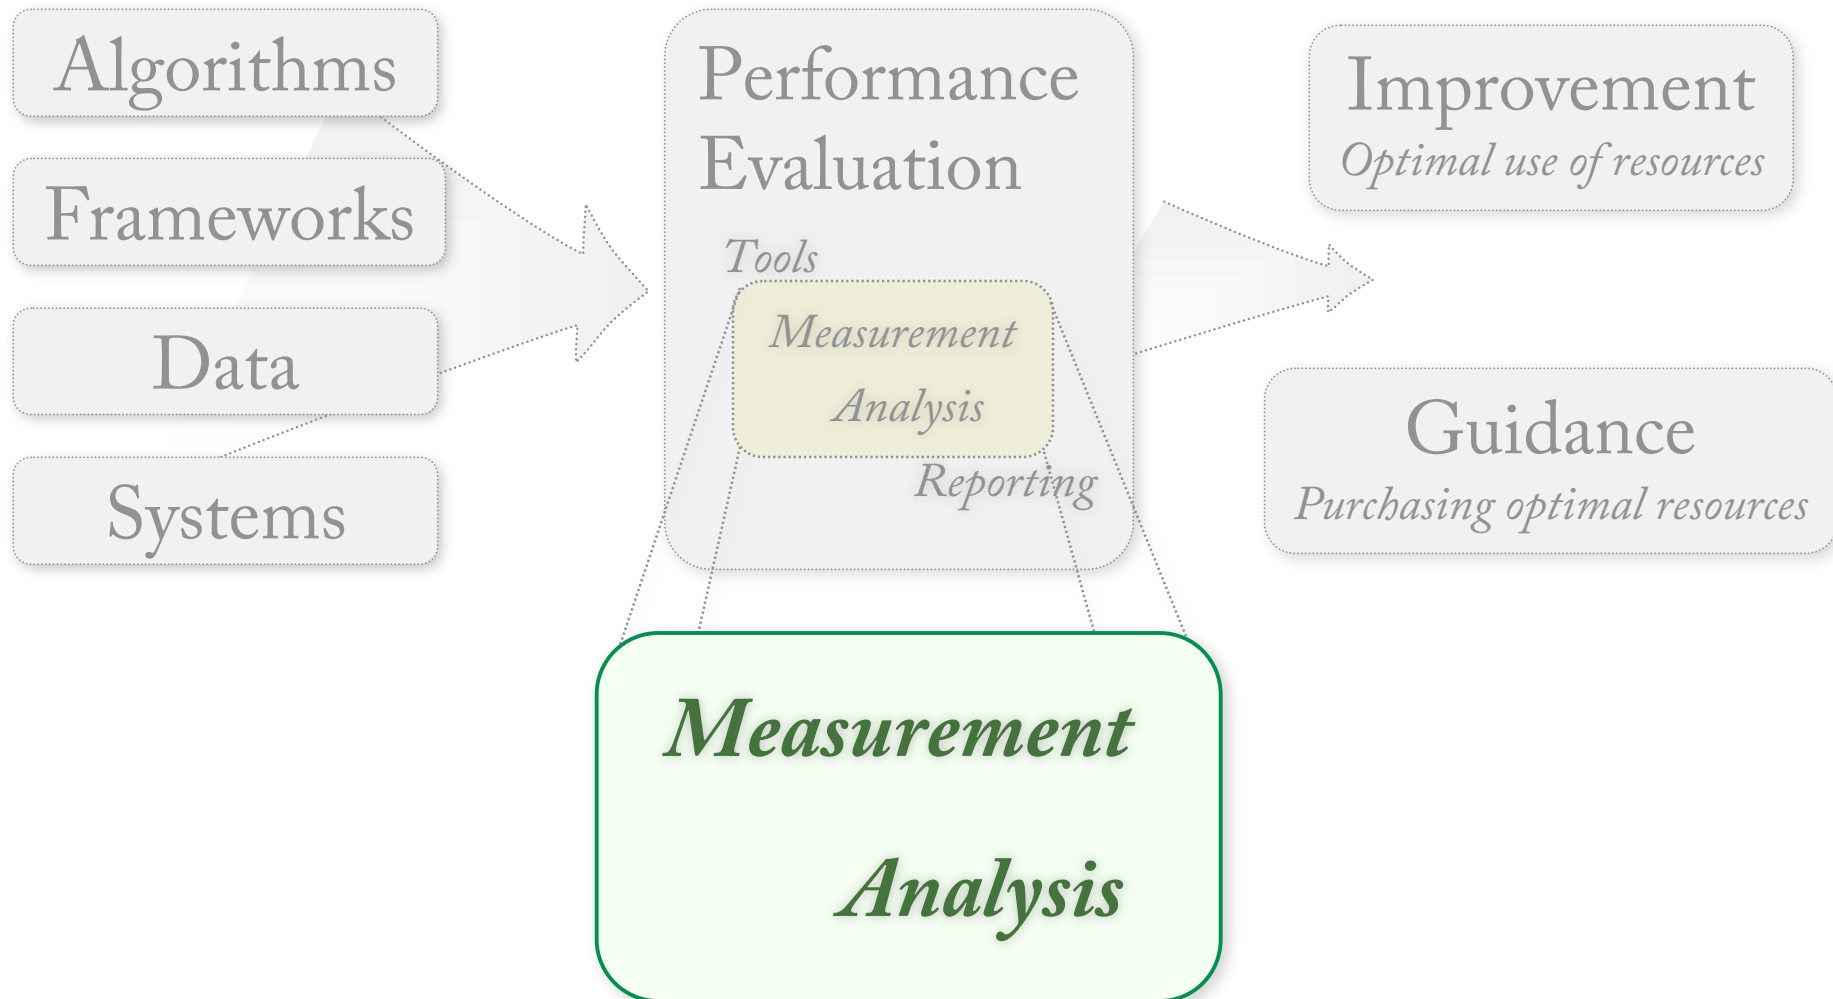 Algorithms
Frameworks
Data
Systems
Performance
Evaluation
Tools
Measurement
Analysis
Reporting
Improvement
Optimal use of resources
Guidance
Purchasing optimal resources
Measurement
Analysis